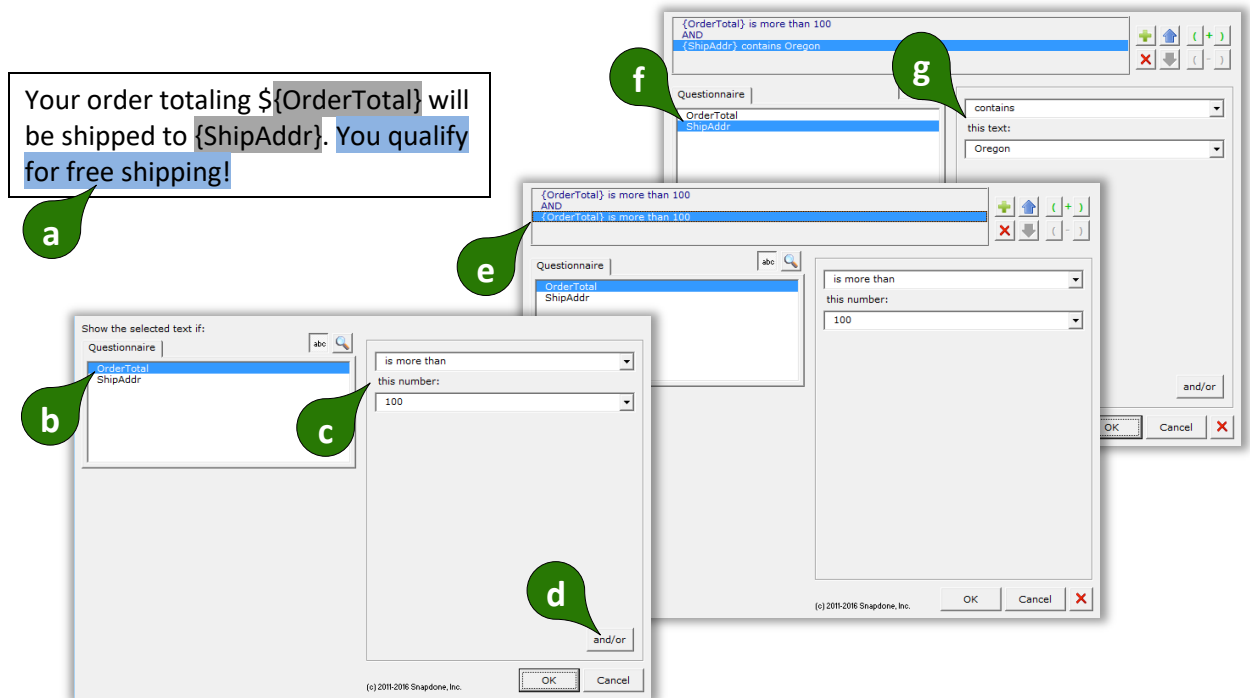 Your order totaling ${OrderTotal} will
be shipped to {ShipAddr}. You qualify
for free shipping!
a
Show the selected text if:
Questionnaire
abc
OrderTotal
ShipAddr
b
is more than
this number:
100
c
d
and/or
(c) 2011-2016 Snapdone, Inc.
OK
Cancel
{OrderTotal} is more than 100
AND
{OrderTotal} is more than 100
( + )
( - )
e
Questionnaire
abc
OrderTotal
ShipAddr
is more than
this number:
100
(c) 2011-2016 Snapdone, Inc.
OK
Cancel
{OrderTotal} is more than 100
AND
{ShipAddr} contains Oregon
( + )
( - )
f
g
Questionnaire
OrderTotal
ShipAddr
contains
this text:
Oregon
and/or
OK
Cancel